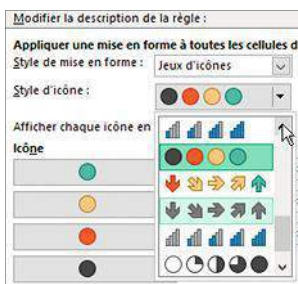 Modifier la description de la règle :
Appliquer une mise en forme à toutes les cellules d
Style de mise en forme : Jeux d'icônes
Style d'icône :
Afficher chaque icône en
Icône